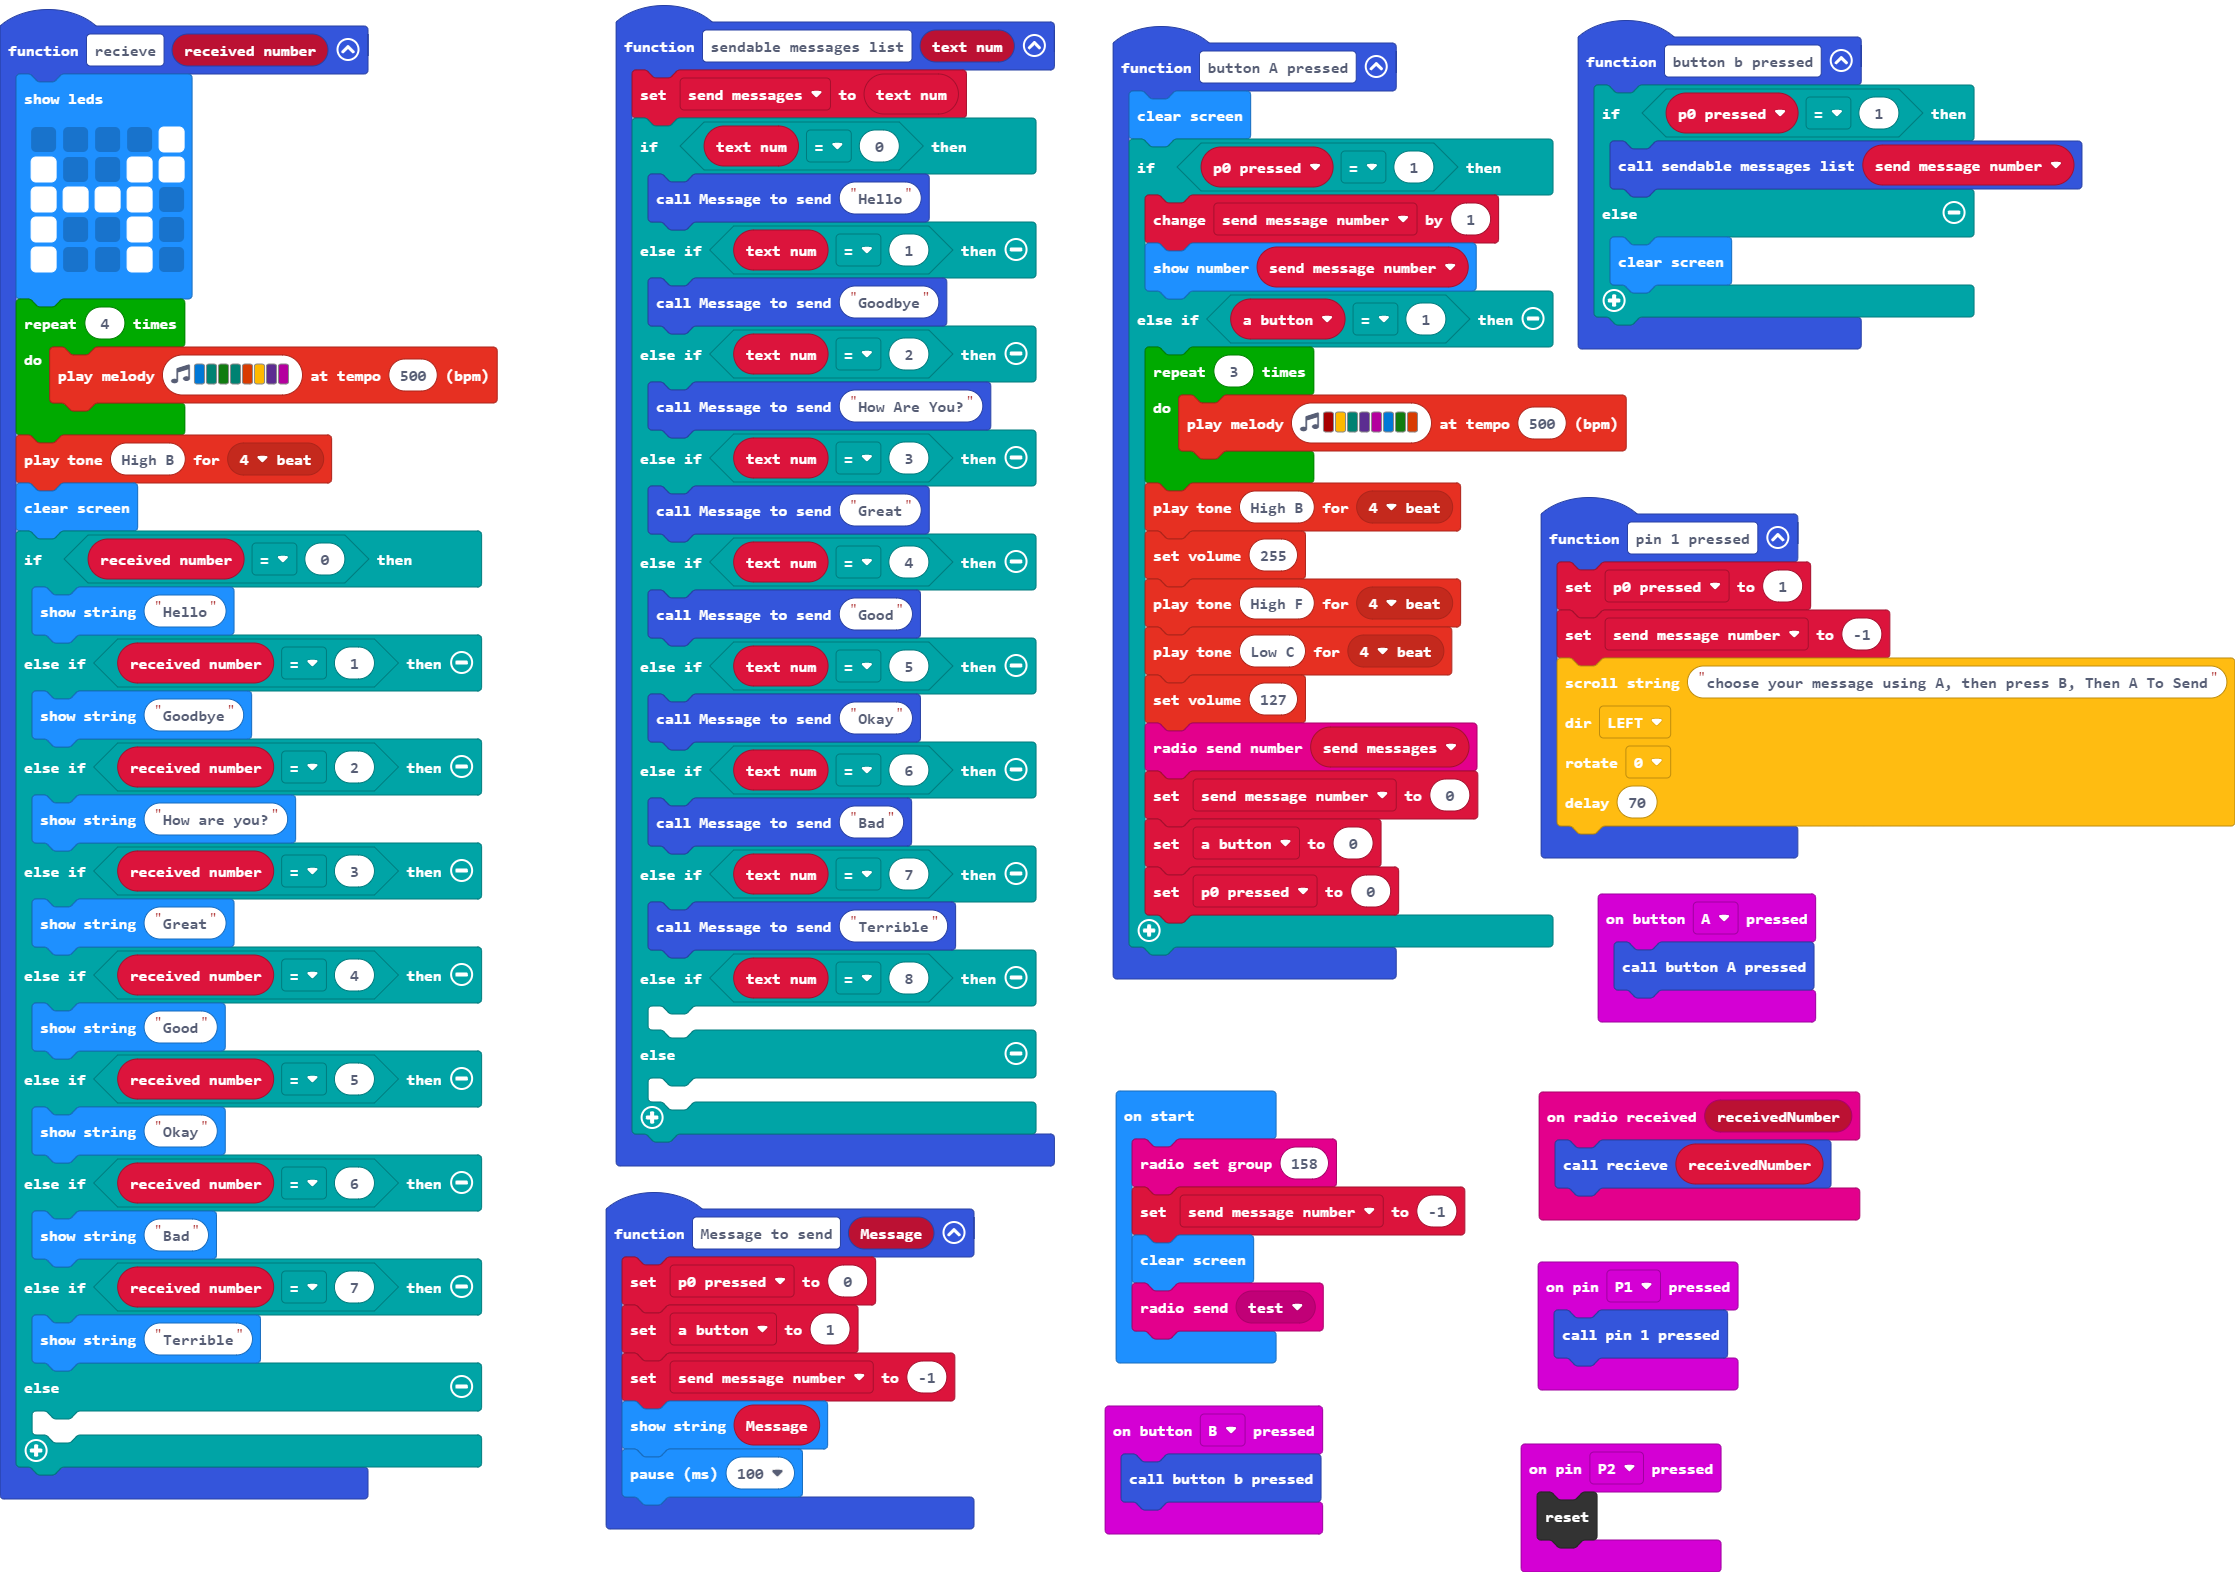 function recieve received number
show leds
repeat 4 times
do play melody at tempo 500 (bpm)
play tone High B for 4 beat
clear screen
if received number = 0 then
show string "Hello"
else if received number = 1 then
show string "Goodbye"
else if received number = 2 then
show string "How are you?"
else if received number = 3 then
show string "Great"
else if received number = 4 then
show string "Good"
else if received number = 5 then
show string "Okay"
else if received number = 6 then
show string "Bad"
else if received number = 7 then
show string "Terrible"
else
function sendable messages list text num
set send messages to text num
if text num = 0 then
call Message to send "Hello"
else if text num = 1 then
call Message to send "Goodbye"
else if text num = 2 then
call Message to send "How Are You?"
else if text num = 3 then
call Message to send "Great"
else if text num = 4 then
call Message to send "Good"
else if text num = 5 then
call Message to send "Okay"
else if text num = 6 then
call Message to send "Bad"
else if text num = 7 then
call Message to send "Terrible"
else if text num = 8 then
else
function Message to send Message
set p0 pressed to 0
set a button to 1
set send message number to -1
show string Message
pause (ms) 100
function button A pressed
clear screen
if p0 pressed = 1 then
change send message number by 1
show number send message number
else if a button = 1 then
repeat 3 times
do play melody at tempo 500 (bpm)
play tone High B for 4 beat
set volume 255
play tone High F for 4 beat
play tone Low C for 4 beat
set volume 127
radio send number send messages
set send message number to 0
set a button to 0
set p0 pressed to 0
on start
radio set group 158
set send message number to -1
clear screen
radio send test
on button B pressed
call button b pressed
function button b pressed
if p0 pressed = 1 then
call sendable messages list send message number
else
clear screen
function pin 1 pressed
set p0 pressed to 1
set send message number to -1
scroll string "choose your message using A, then press B, Then A To Send"
dir LEFT
rotate 0
delay 70
on button A pressed
call button A pressed
on radio received receivedNumber
call recieve receivedNumber
on pin P1 pressed
call pin 1 pressed
on pin P2 pressed
reset